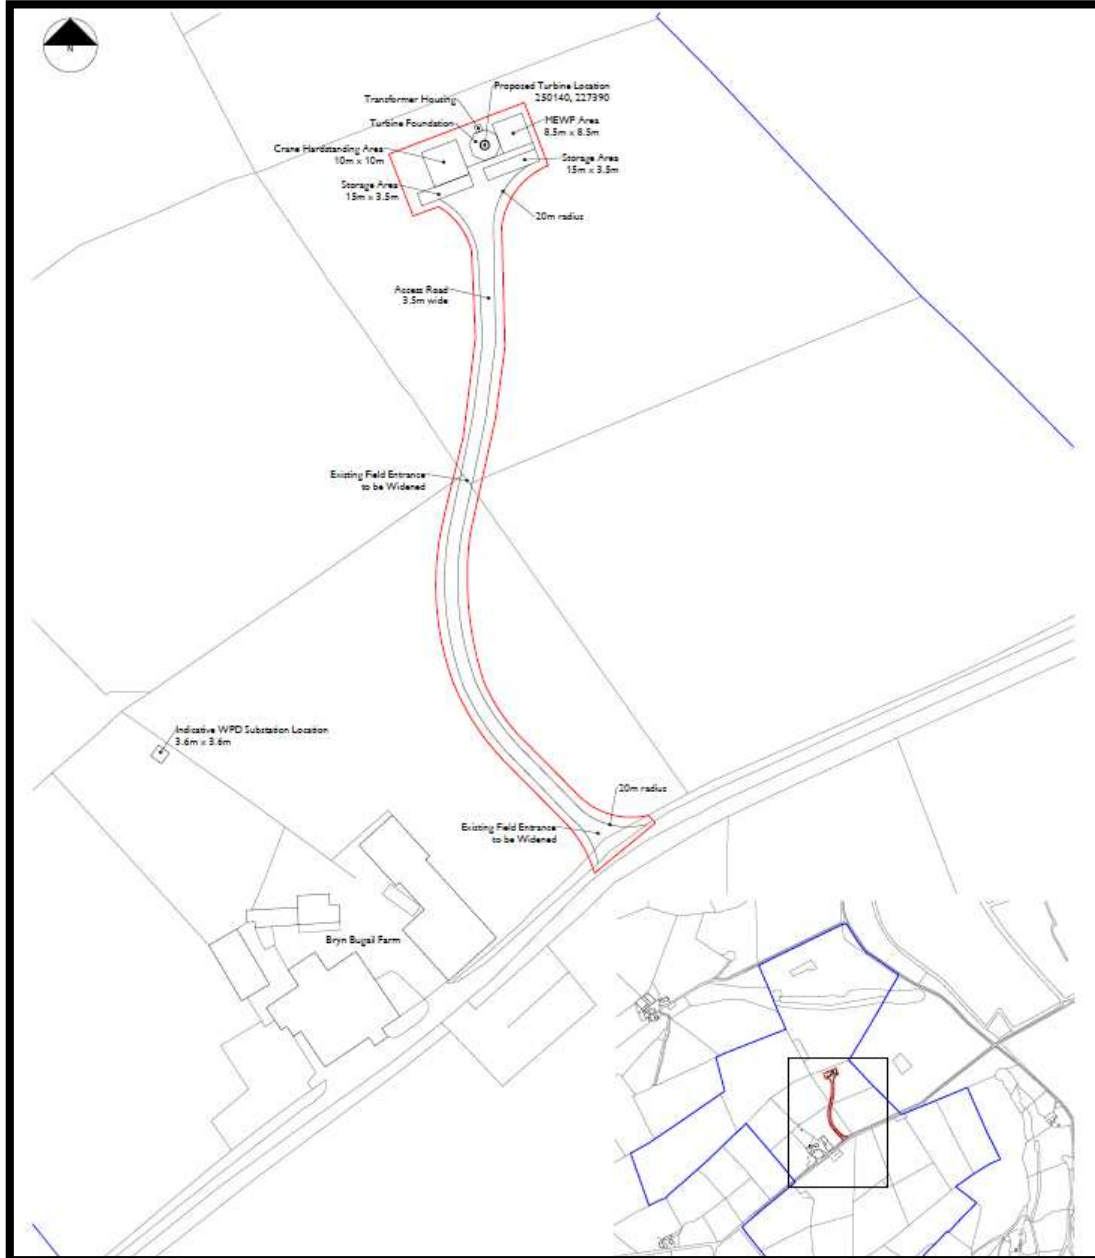 N
Proposed Turbine Location
250140, 227390
Transformer Housing
Turbine Foundation
MEWP Area
8.5m x 8.5m
Crane Hardstanding Area
10m x 10m
Storage Area
15m x 3.5m
Storage Area
15m x 3.5m
20m radius
Access Road
3.5m wide
Existing Field Entrance
to be Widened
Indicative WPD Substation Location
3.6m x 3.6m
20m radius
Existing Field Entrance
to be Widened
Bryn Bugail Farm